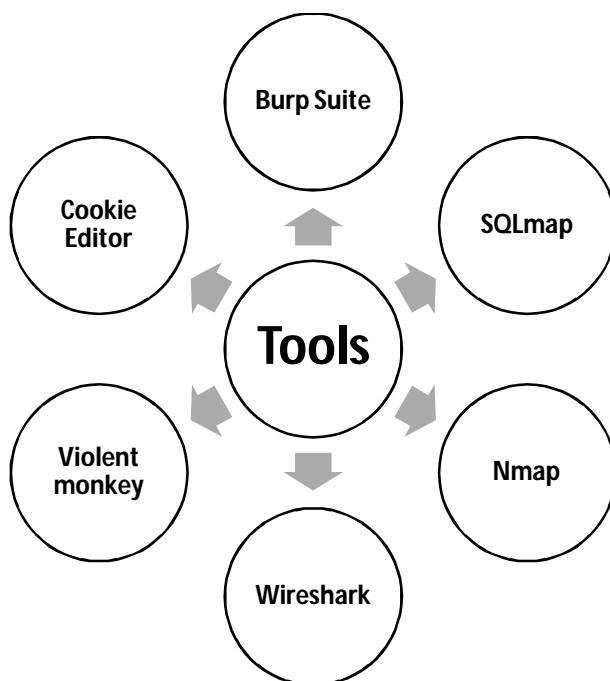 Burp Suite
Cookie
Editor
SQLmap
Tools
Violent
monkey
Nmap
Wireshark